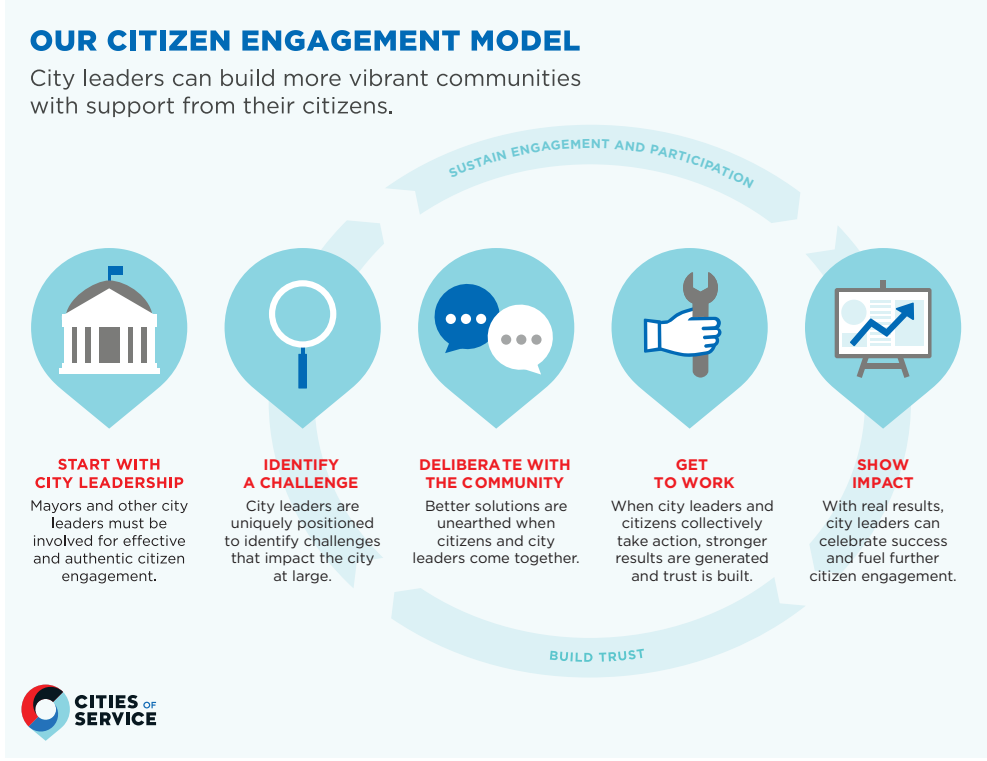 OUR CITIZEN ENGAGEMENT MODEL
City leaders can build more vibrant communities
with support from their citizens.
SUSTAIN ENGAGEMENT AND PARTICIPATION
START WITH
CITY LEADERSHIP
Mayors and other city
leaders must be
involved for effective
and authentic citizen
engagement.
IDENTIFY
A CHALLENGE
City leaders are
uniquely positioned
to identify challenges
that impact the city
at large.
DELIBERATE WITH
THE COMMUNITY
Better solutions are
unearthed when
citizens and city
leaders come together.
GET
TO WORK
When city leaders and
citizens collectively
take action, stronger
results are generated
and trust is built.
SHOW
IMPACT
With real results,
city leaders can
celebrate success
and fuel further
citizen engagement.
BUILD TRUST
CITIES OF
SERVICE